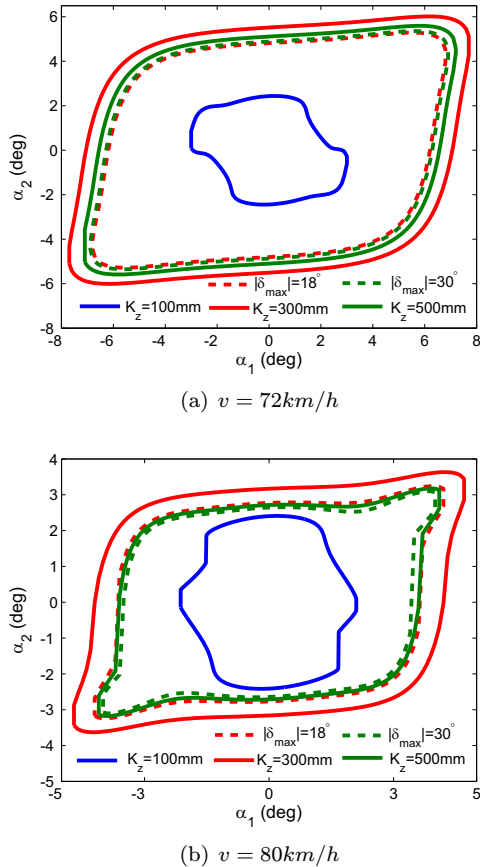 8
6
4
2
0
-2
-4
-6
-8
α₂ (deg)
|δmax|=18° |δmax|=30°
Kz=100mm Kz=300mm Kz=500mm
-8 -6 -4 -2 0 2 4 6 8
α₁ (deg)
(a) v = 72km/h
5
4
3
2
1
0
-1
-2
-3
-4
-5
α₂ (deg)
|δmax|=18° |δmax|=30°
Kz=100mm Kz=300mm Kz=500mm
-5 -3 0 3 5
α₁ (deg)
(b) v = 80km/h